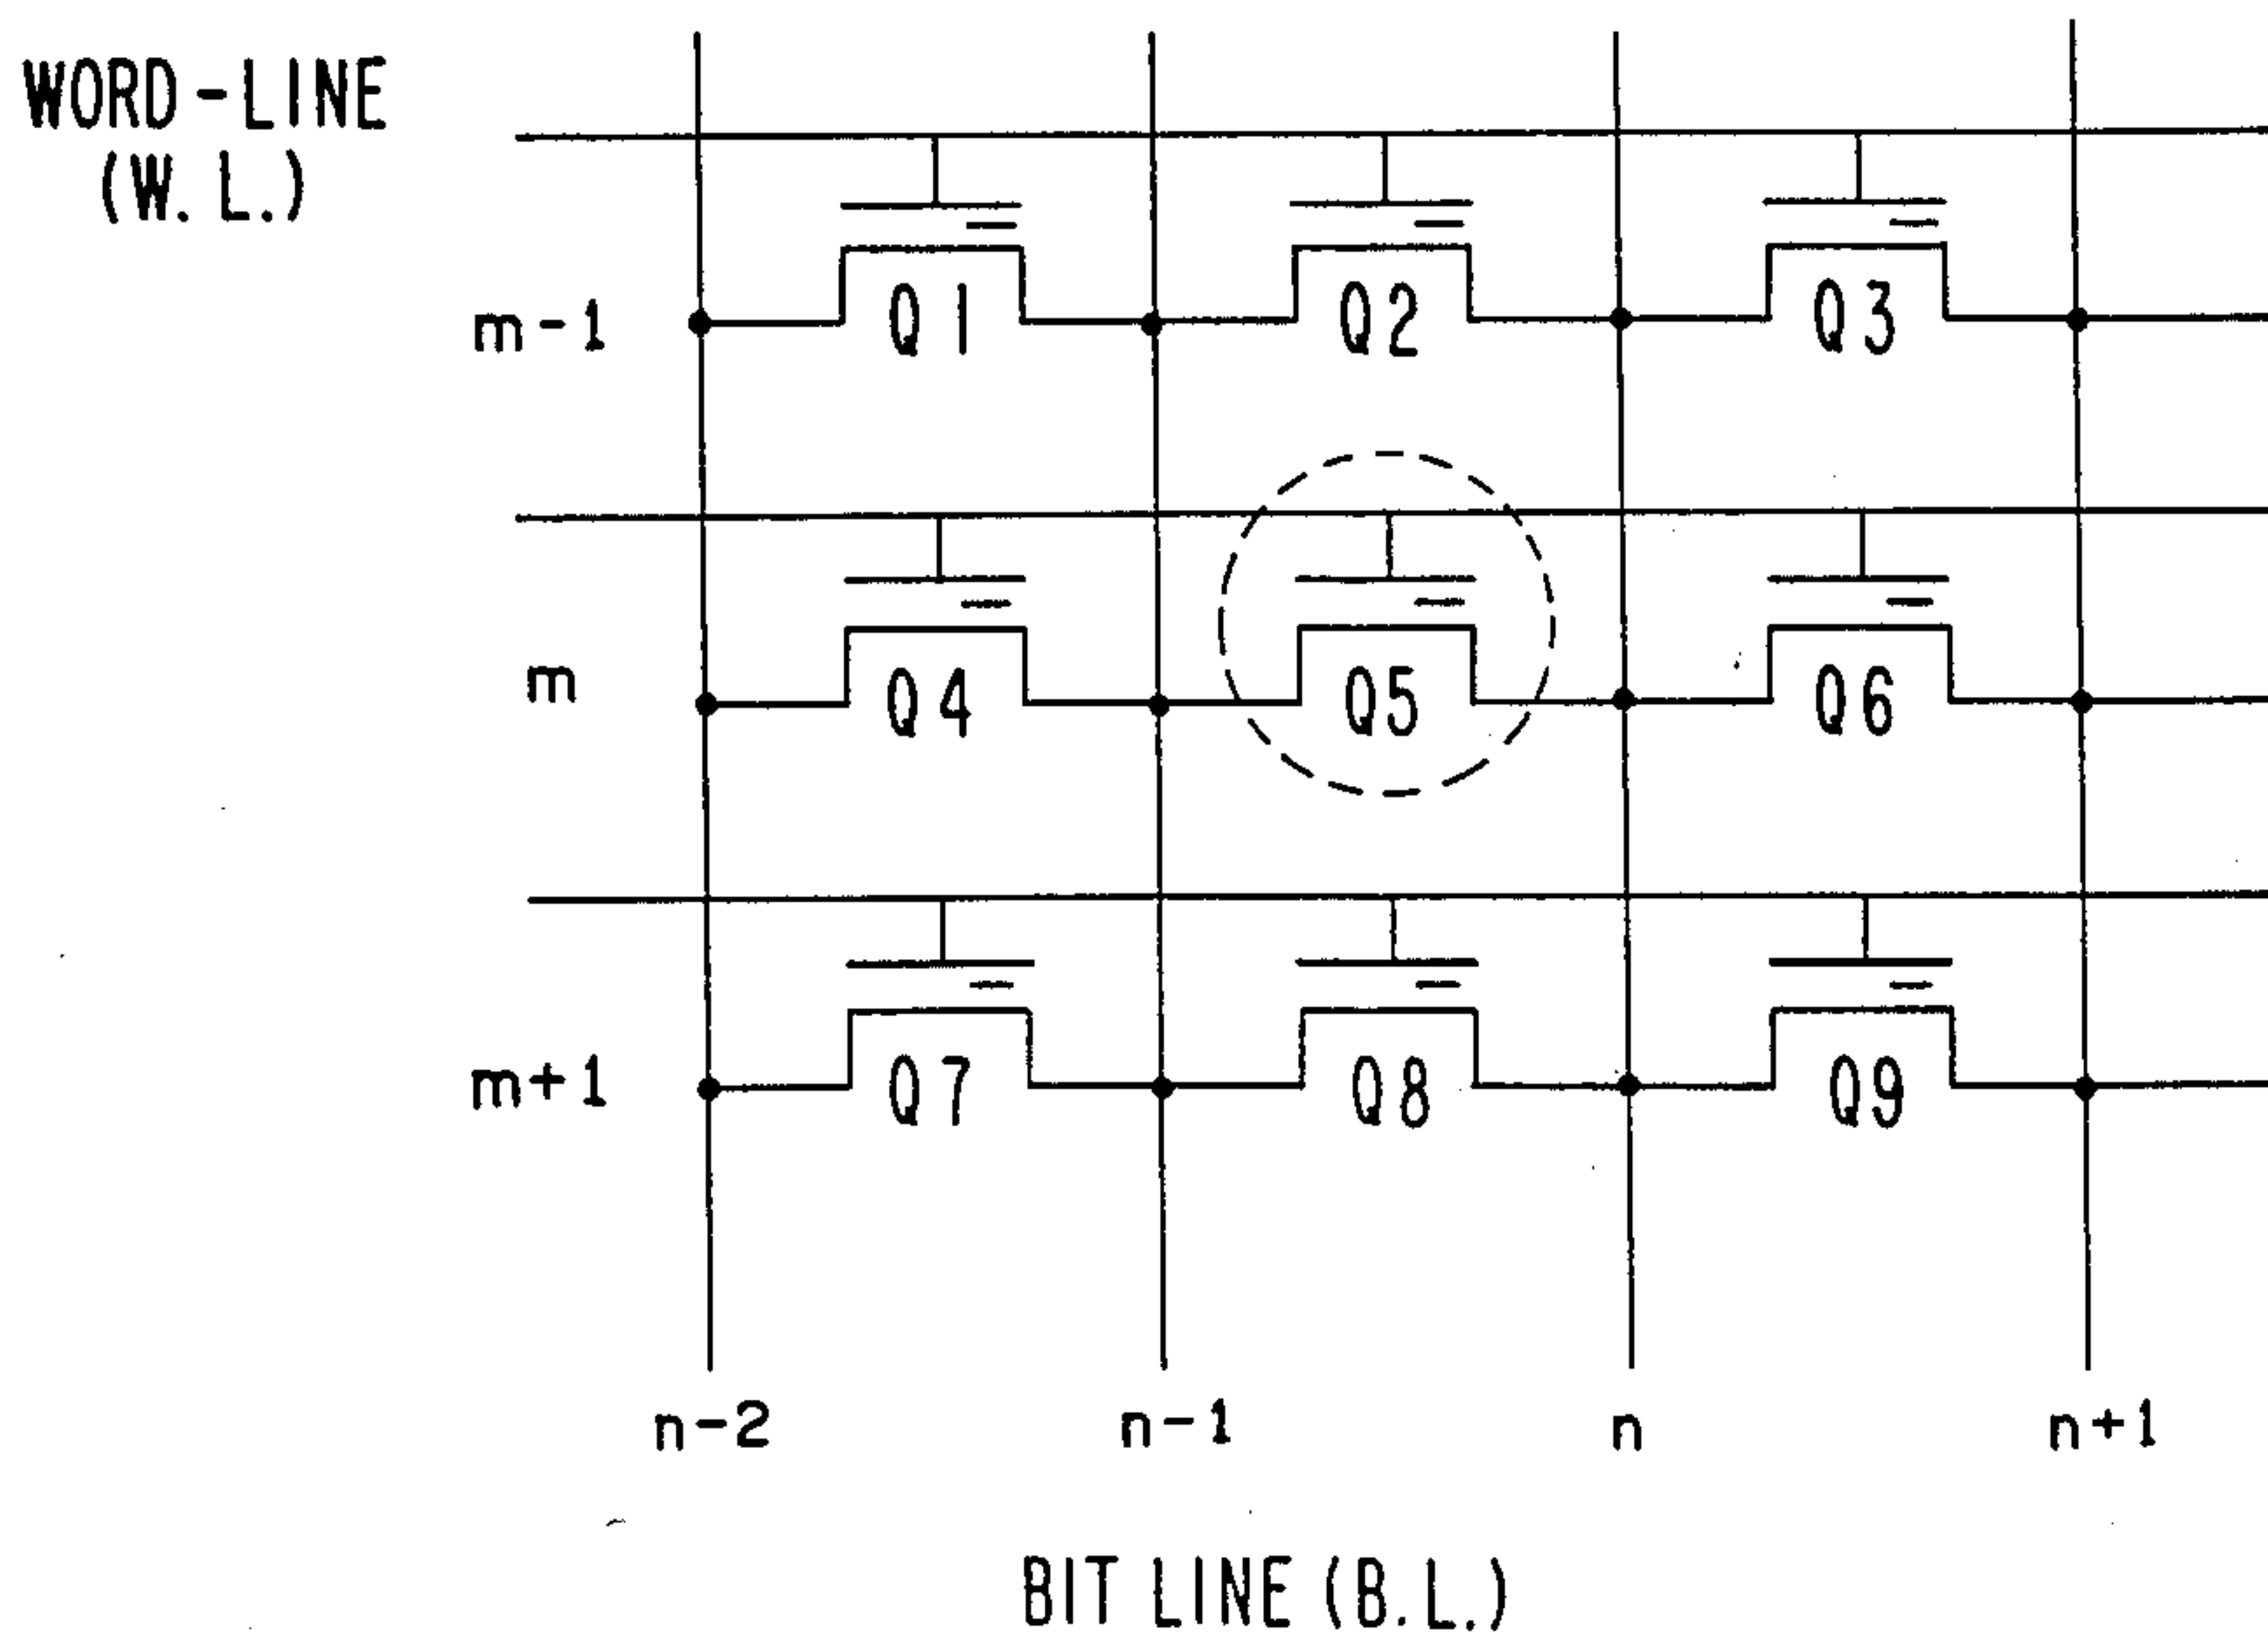 WORD-LINE
(W.L.)
m-1
Q1
Q2
Q3
m
Q4
Q5
Q6
m+1
Q7
Q8
Q9
n-2
n-1
n
n+1
BIT LINE (B.L.)